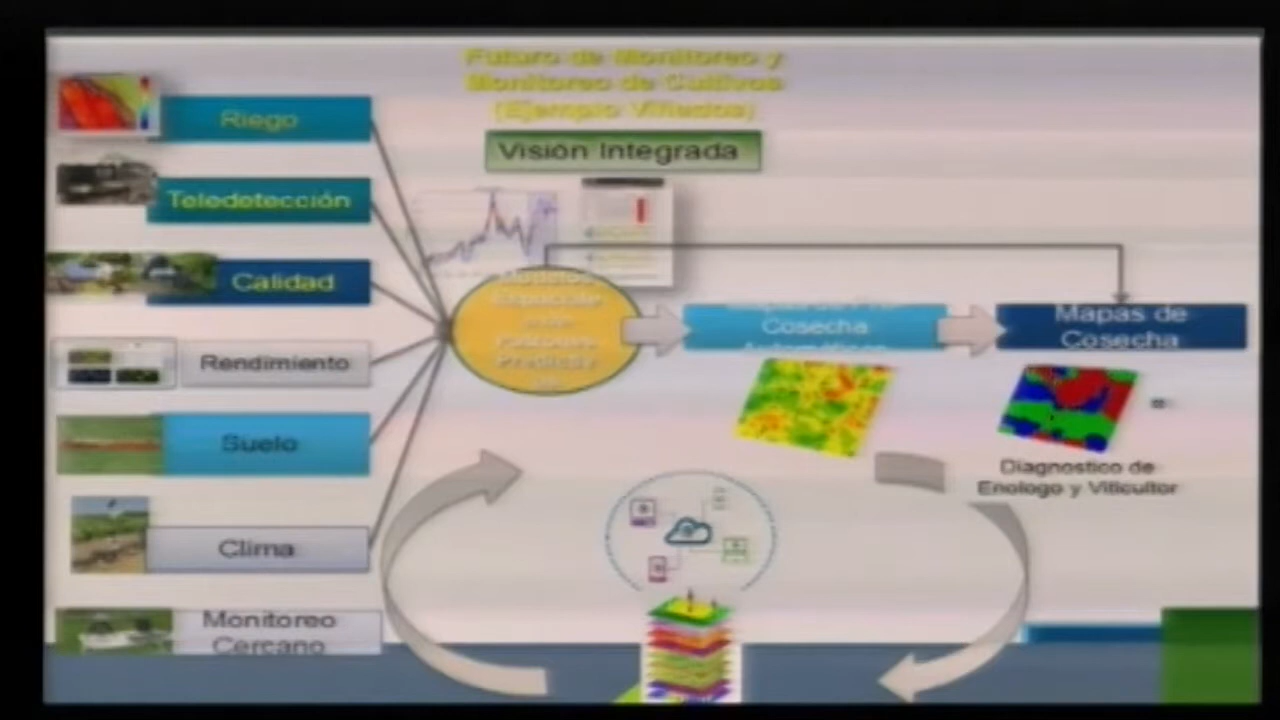 Futuro de Monitoreo y
Monitoreo de Cultivos
(Ejemplo Viñedos)
Visión Integrada
Riego
Teledetección
Calidad
Rendimiento
Suelo
Clima
Monitoreo
Cercano
Cosecha
Mapas de
Cosecha
Diagnostico de
Enologo y Viticultor